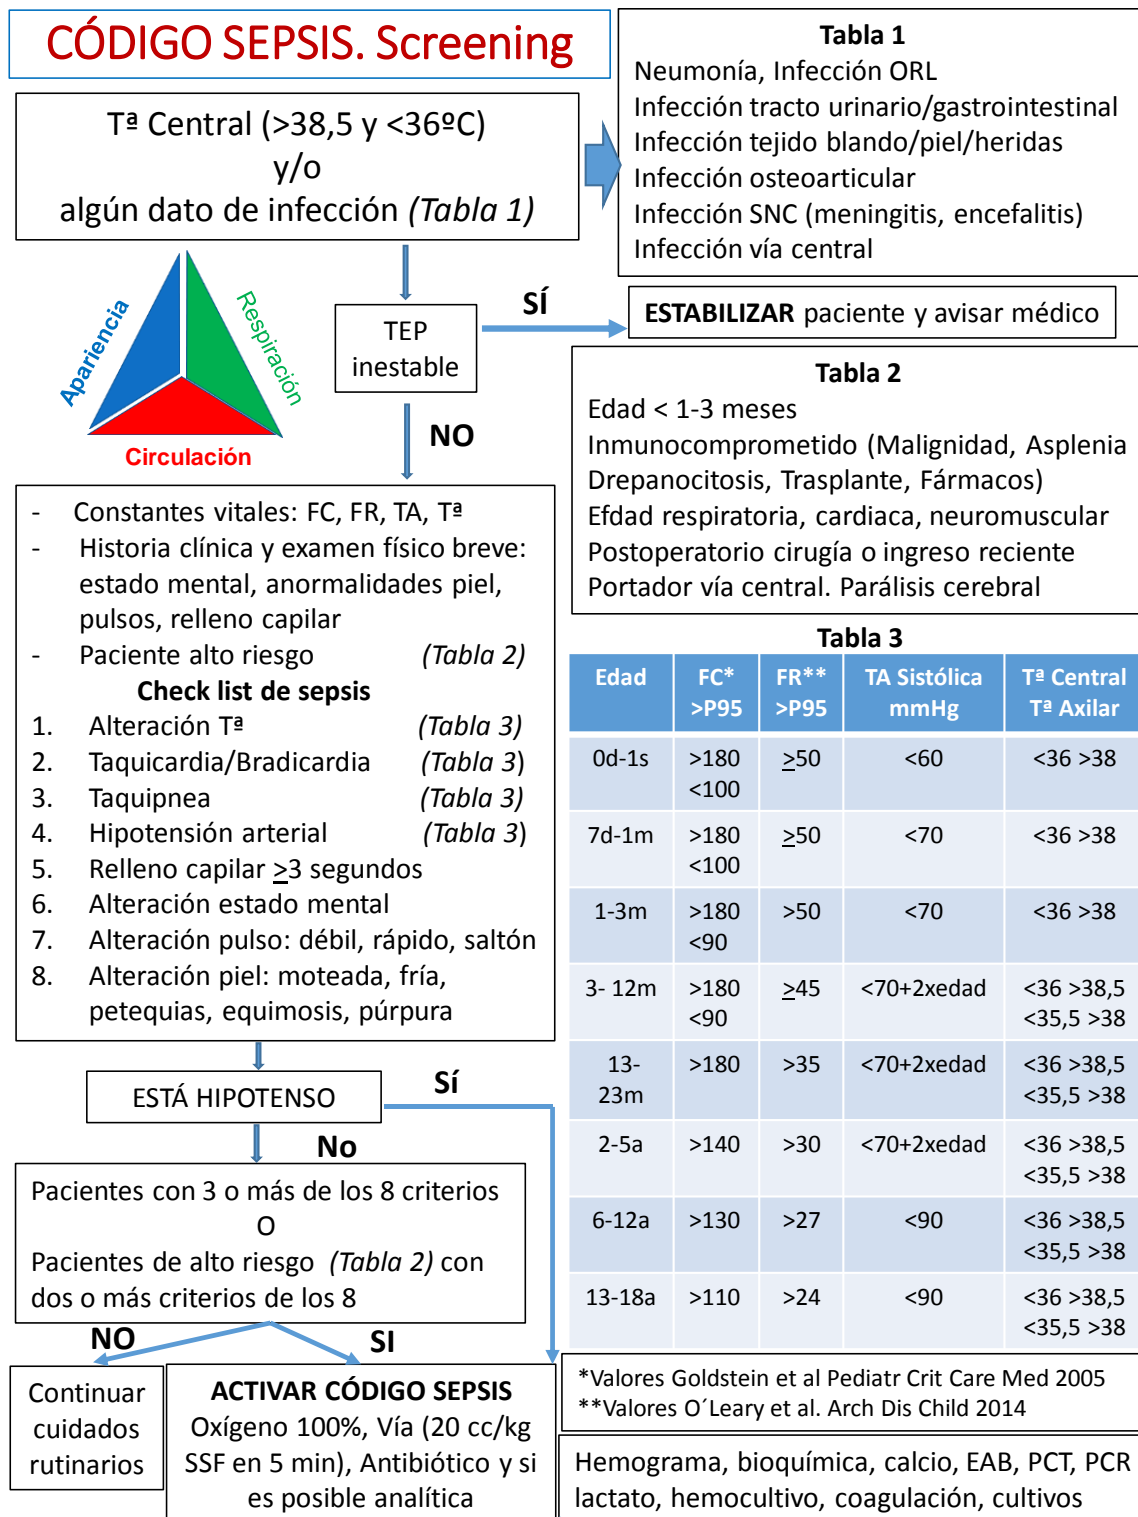 CÓDIGO SEPSIS. Screening
Tª Central (>38,5 y <36ºC)
y/o
algún dato de infección (Tabla 1)
Tabla 1
Neumonía, Infección ORL
Infección tracto urinario/gastrointestinal
Infección tejido blando/piel/heridas
Infección osteoarticular
Infección SNC (meningitis, encefalitis)
Infección vía central
Apariencia
Respiración
Circulación
TEP
inestable
SÍ
ESTABILIZAR paciente y avisar médico
NO
Tabla 2
Edad < 1-3 meses
Inmunocomprometido (Malignidad, Asplenia
Drepanocitosis, Trasplante, Fármacos)
Efdad respiratoria, cardiaca, neuromuscular
Postoperatorio cirugía o ingreso reciente
Portador vía central. Parálisis cerebral
- Constantes vitales: FC, FR, TA, Tª
- Historia clínica y examen físico breve:
estado mental, anormalidades piel,
pulsos, relleno capilar
- Paciente alto riesgo (Tabla 2)
Check list de sepsis
1. Alteración Tª (Tabla 3)
2. Taquicardia/Bradicardia (Tabla 3)
3. Taquipnea (Tabla 3)
4. Hipotensión arterial (Tabla 3)
5. Relleno capilar ≥3 segundos
6. Alteración estado mental
7. Alteración pulso: débil, rápido, saltón
8. Alteración piel: moteada, fría,
petequias, equimosis, púrpura
Tabla 3
Edad FC* FR** TA Sistólica Tª Central
>P95 >P95 mmHg Tª Axilar
0d-1s >180 ≥50 <60 <36 >38
<100
7d-1m >180 ≥50 <70 <36 >38
<100
1-3m >180 >50 <70 <36 >38
<90
3- 12m >180 ≥45 <70+2xedad <36 >38,5
<90 <35,5 >38
13- >180 >35 <70+2xedad <36 >38,5
23m <35,5 >38
2-5a >140 >30 <70+2xedad <36 >38,5
<35,5 >38
6-12a >130 >27 <90 <36 >38,5
<35,5 >38
13-18a >110 >24 <90 <36 >38,5
<35,5 >38
*Valores Goldstein et al Pediatr Crit Care Med 2005
**Valores O´Leary et al. Arch Dis Child 2014
ESTÁ HIPOTENSO
Sí
No
Pacientes con 3 o más de los 8 criterios
O
Pacientes de alto riesgo (Tabla 2) con
dos o más criterios de los 8
NO
SI
Continuar
cuidados
rutinarios
ACTIVAR CÓDIGO SEPSIS
Oxígeno 100%, Vía (20 cc/kg
SSF en 5 min), Antibiótico y si
es posible analítica
Hemograma, bioquímica, calcio, EAB, PCT, PCR
lactato, hemocultivo, coagulación, cultivos